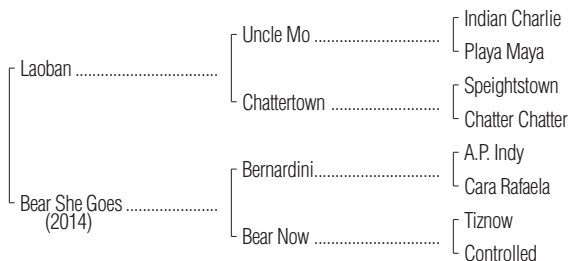 Indian Charlie
Uncle Mo ....................................
Playa Maya
Laoban .........................................
Speightstown
Chattertown ................................
Chatter Chatter
A.P. Indy
Bernardini....................................
Cara Rafaela
Bear She Goes ..........................
(2014)
Tiznow
Bear Now ....................................
Controlled